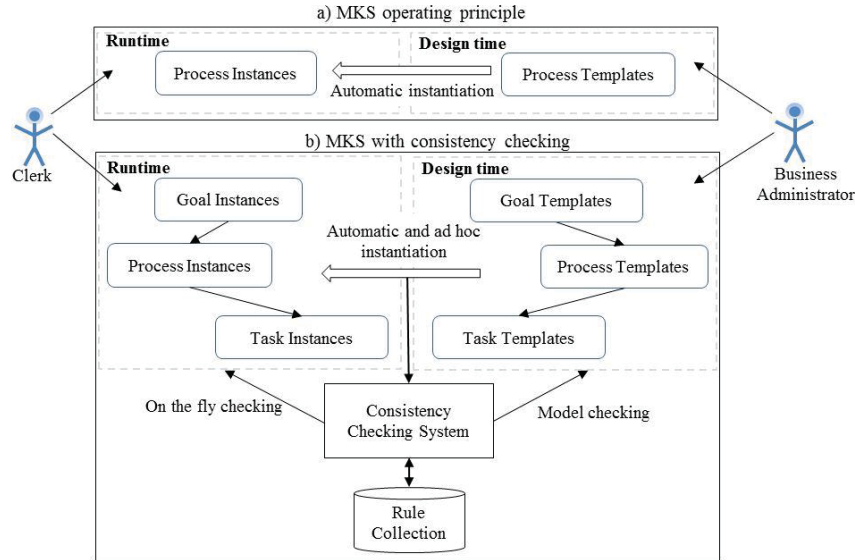 a) MKS operating principle
Runtime
Design time
Process Instances
Process Templates
Automatic instantiation
Clerk
Business
Administrator
b) MKS with consistency checking
Runtime
Design time
Goal Instances
Goal Templates
Automatic and ad hoc
instantiation
Process Instances
Process Templates
Task Instances
Task Templates
On the fly checking
Consistency
Checking System
Model checking
Rule
Collection